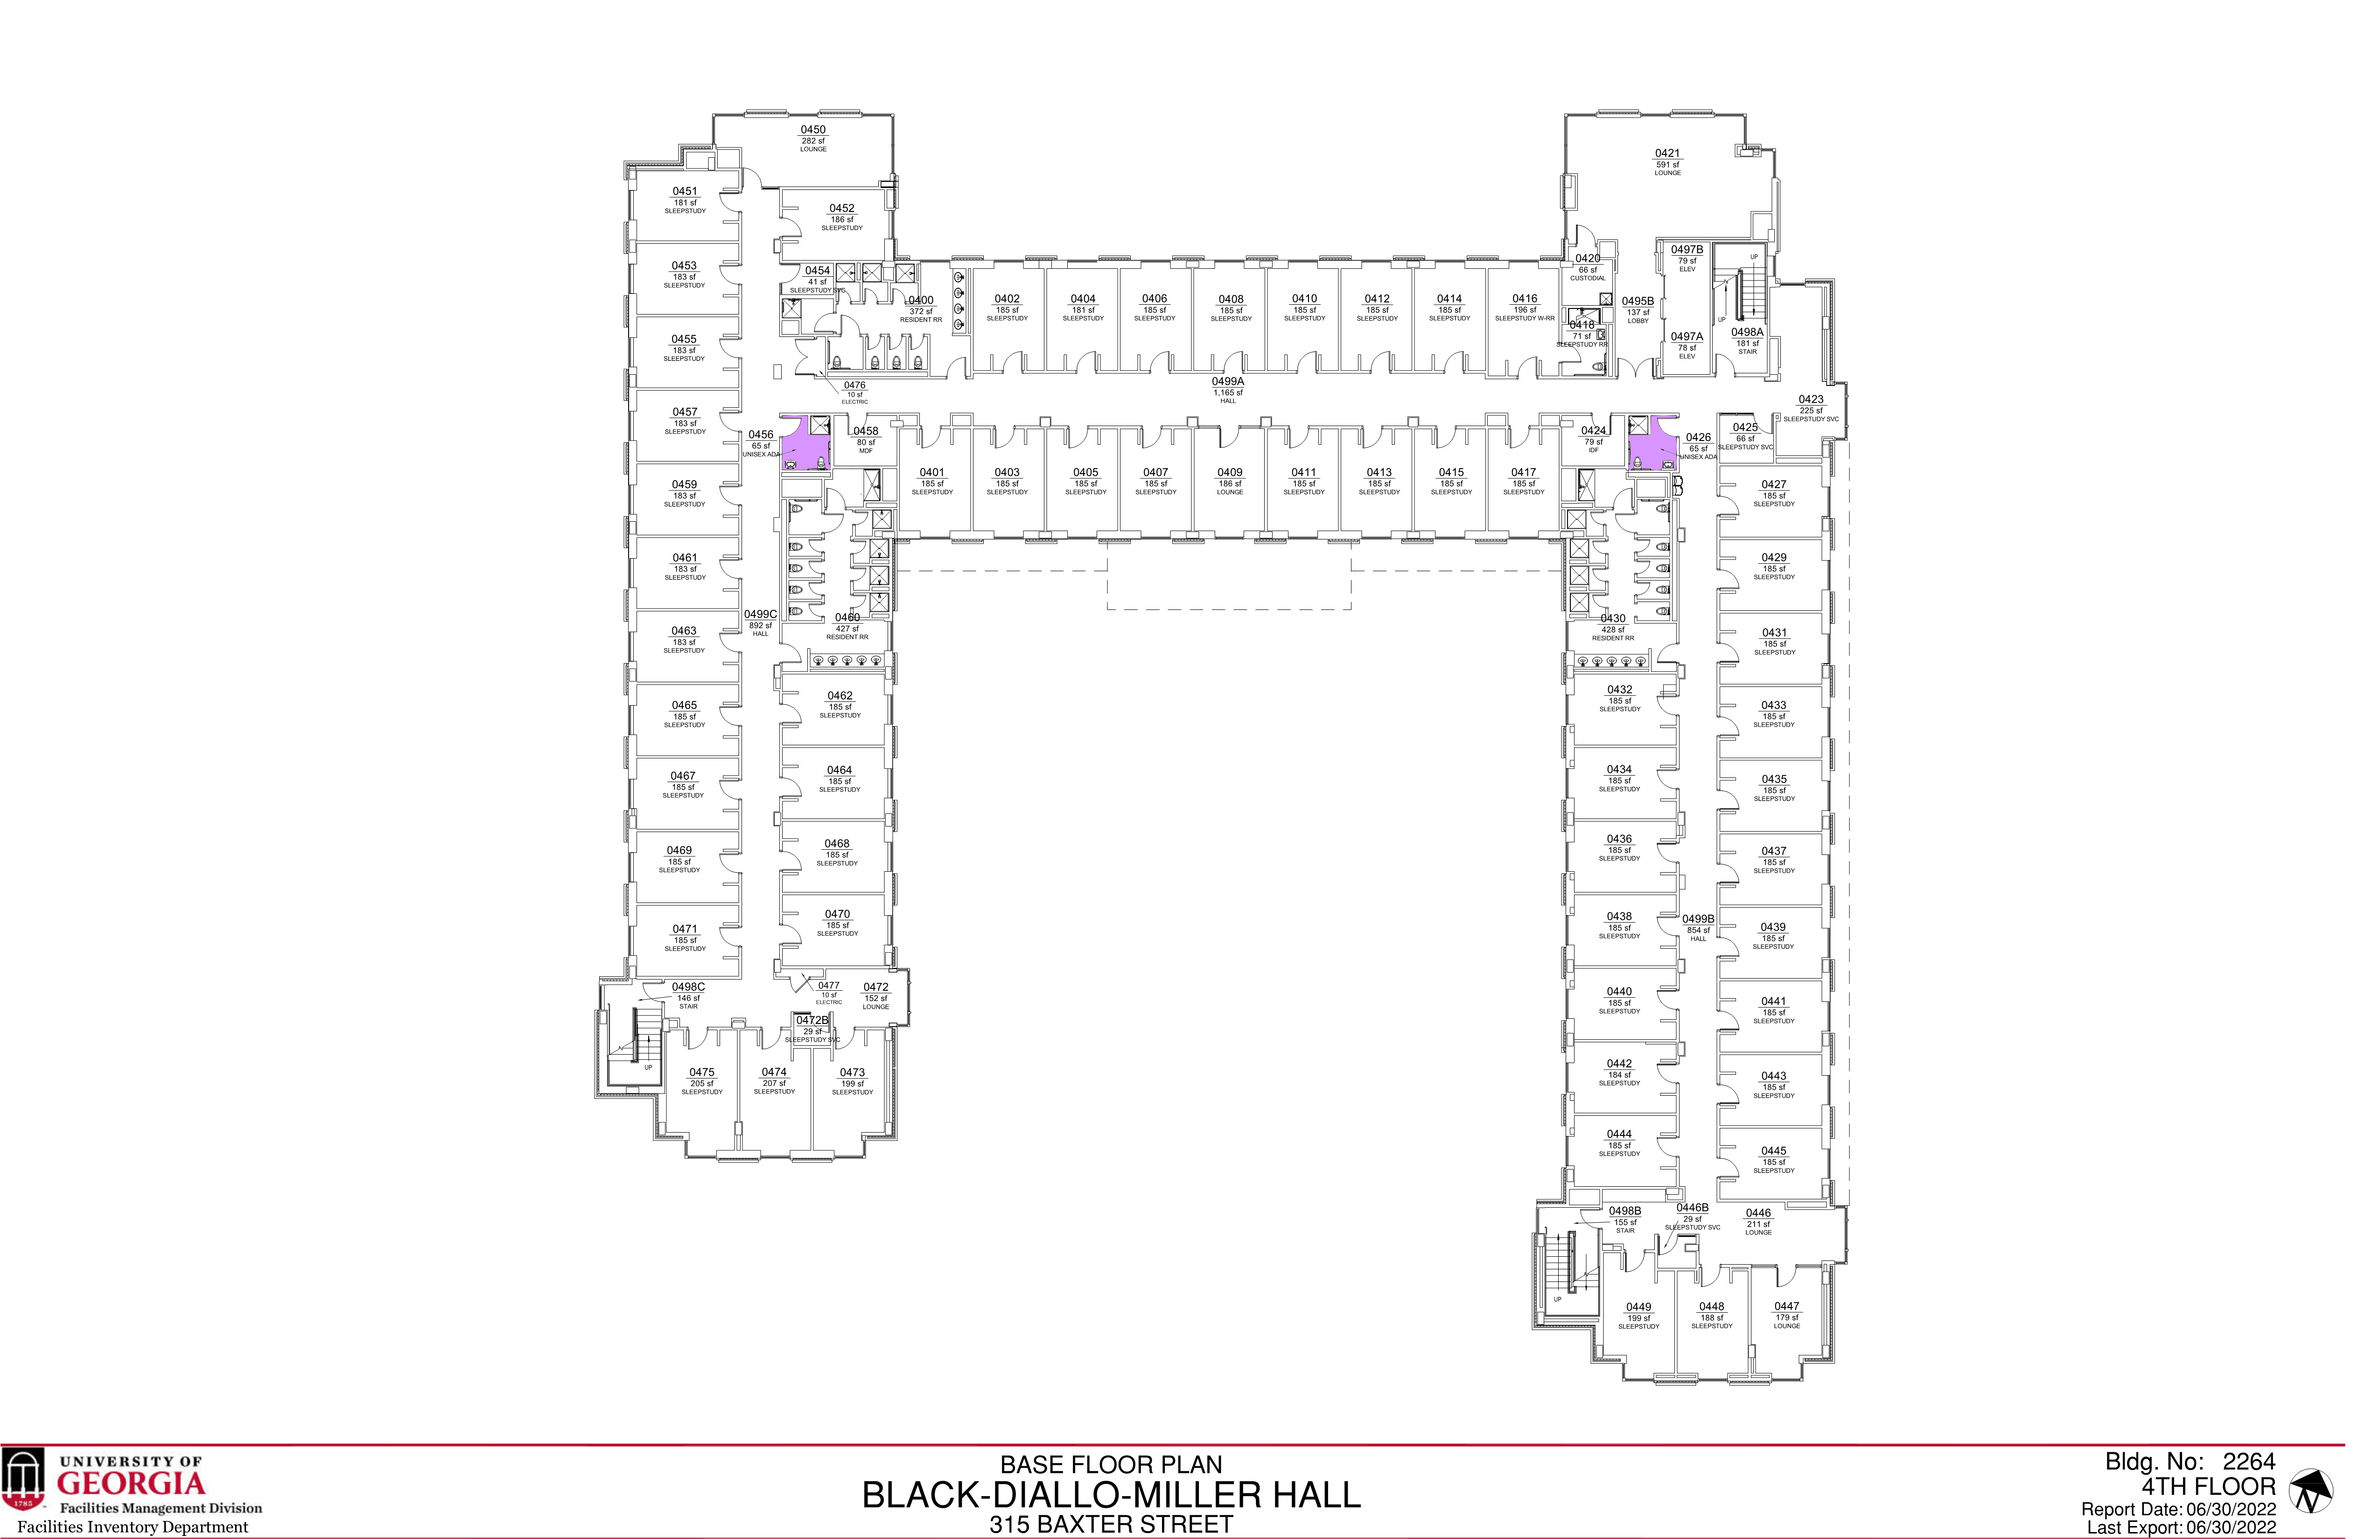 0450
282 sf
LOUNGE
0451
181 sf
SLEEPSTUDY
0452
186 sf
SLEEPSTUDY
0453
183 sf
SLEEPSTUDY
0454
41 sf
SLEEPSTUDY SVC
0400
372 sf
RESIDENT RR
0455
183 sf
SLEEPSTUDY
0476
10 sf
ELECTRIC
0457
183 sf
SLEEPSTUDY
0456
65 sf
UNISEX ADA
0458
80 sf
MDF
0459
183 sf
SLEEPSTUDY
0461
183 sf
SLEEPSTUDY
0499C
892 sf
HALL
0460
427 sf
RESIDENT RR
0463
183 sf
SLEEPSTUDY
0462
185 sf
SLEEPSTUDY
0465
185 sf
SLEEPSTUDY
0464
185 sf
SLEEPSTUDY
0467
185 sf
SLEEPSTUDY
0468
185 sf
SLEEPSTUDY
0469
185 sf
SLEEPSTUDY
0470
185 sf
SLEEPSTUDY
0471
185 sf
SLEEPSTUDY
0498C
146 sf
STAIR
0477
10 sf
ELECTRIC
0472
152 sf
LOUNGE
0472B
29 sf
SLEEPSTUDY SVC
UP
0475
205 sf
SLEEPSTUDY
0474
207 sf
SLEEPSTUDY
0473
199 sf
SLEEPSTUDY
0402
185 sf
SLEEPSTUDY
0404
181 sf
SLEEPSTUDY
0406
185 sf
SLEEPSTUDY
0408
185 sf
SLEEPSTUDY
0410
185 sf
SLEEPSTUDY
0412
185 sf
SLEEPSTUDY
0414
185 sf
SLEEPSTUDY
0416
196 sf
SLEEPSTUDY W-RR
0499A
1,165 sf
HALL
0401
185 sf
SLEEPSTUDY
0403
185 sf
SLEEPSTUDY
0405
185 sf
SLEEPSTUDY
0407
185 sf
SLEEPSTUDY
0409
186 sf
LOUNGE
0411
185 sf
SLEEPSTUDY
0413
185 sf
SLEEPSTUDY
0415
185 sf
SLEEPSTUDY
0417
185 sf
SLEEPSTUDY
0421
591 sf
LOUNGE
0420
66 sf
CUSTODIAL
0497B
79 sf
ELEV
UP
0495B
137 sf
LOBBY
UP
0418
71 sf
SLEEPSTUDY RR
0497A
78 sf
ELEV
0498A
181 sf
STAIR
0423
225 sf
SLEEPSTUDY SVC
0424
79 sf
IDF
0426
65 sf
UNISEX ADA
0425
66 sf
SLEEPSTUDY SVC
0427
185 sf
SLEEPSTUDY
0429
185 sf
SLEEPSTUDY
0430
428 sf
RESIDENT RR
0431
185 sf
SLEEPSTUDY
0432
185 sf
SLEEPSTUDY
0433
185 sf
SLEEPSTUDY
0434
185 sf
SLEEPSTUDY
0435
185 sf
SLEEPSTUDY
0436
185 sf
SLEEPSTUDY
0437
185 sf
SLEEPSTUDY
0438
185 sf
SLEEPSTUDY
0499B
854 sf
HALL
0439
185 sf
SLEEPSTUDY
0440
185 sf
SLEEPSTUDY
0441
185 sf
SLEEPSTUDY
0442
184 sf
SLEEPSTUDY
0443
185 sf
SLEEPSTUDY
0444
185 sf
SLEEPSTUDY
0445
185 sf
SLEEPSTUDY
0498B
155 sf
STAIR
0446B
29 sf
SLEEPSTUDY SVC
0446
211 sf
LOUNGE
UP
0449
199 sf
SLEEPSTUDY
0448
188 sf
SLEEPSTUDY
0447
179 sf
LOUNGE
1785
UNIVERSITY OF
GEORGIA
Facilities Management Division
Facilities Inventory Department
BASE FLOOR PLAN
BLACK-DIALLO-MILLER HALL
315 BAXTER STREET
Bldg. No: 2264
4TH FLOOR
Report Date: 06/30/2022
Last Export: 06/30/2022
N